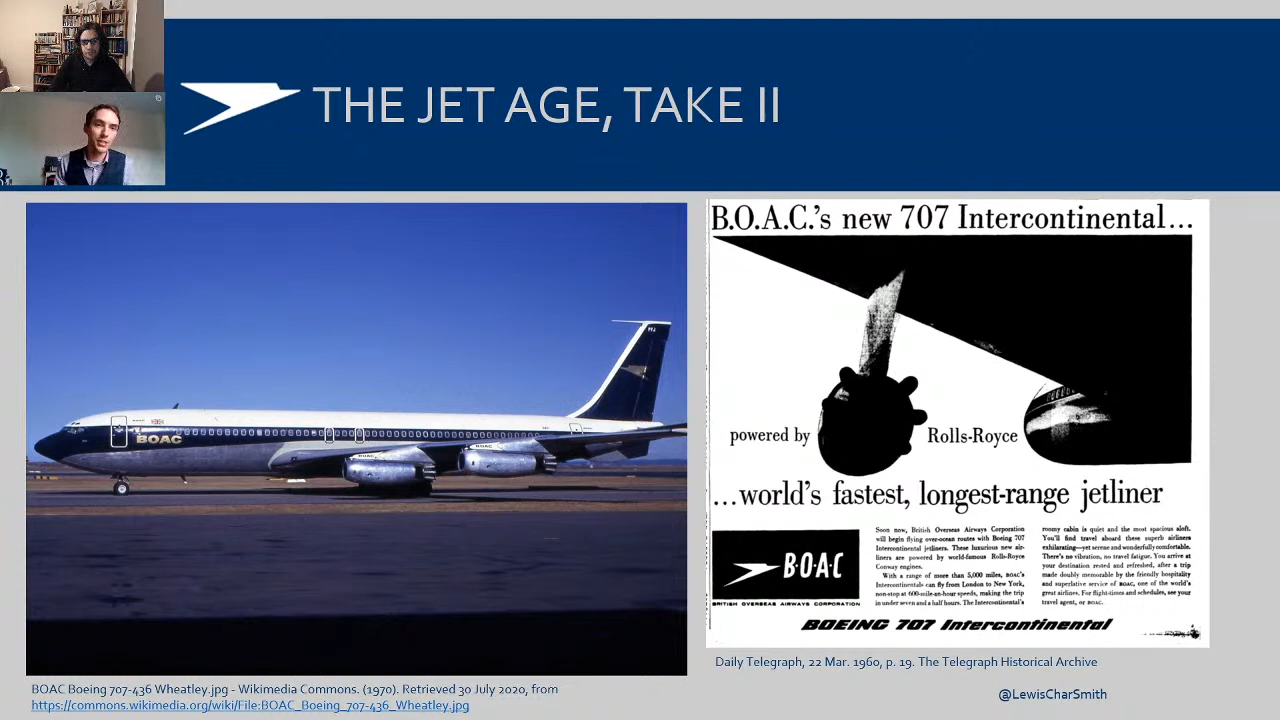 THE JET AGE, TAKE II
BOAC
B.O.A.C.'s new 707 Intercontinental...
powered by
Rolls-Royce
...world's fastest, longest-range jetliner
B·O·A·C
BRITISH OVERSEAS AIRWAYS CORPORATION
Soon now, British Overseas Airways Corporation
will begin flying over-ocean routes with Boeing 707
Intercontinental jetliners. These luxurious new air-
liners are powered by world-famous Rolls-Royce
Conway engines.
With a range of more than 5,000 miles, BOAC's
Intercontinentals can fly from London to New York,
non-stop at 600-mile-an-hour speeds, making the trip
in under seven and a half hours. The Intercontinental's
roomy cabin is quiet and the most spacious aloft.
You'll find travel aboard these superb airliners
exhilarating—yet serene and wonderfully comfortable.
There's no vibration, no travel fatigue. You arrive at
your destination rested and refreshed, after a trip
made doubly memorable by the friendly hospitality
and superlative service of BOAC, one of the world's
great airlines. For flight-times and schedules, see your
travel agent, or BOAC.
BOEING 707 Intercontinental
Daily Telegraph, 22 Mar. 1960, p. 19. The Telegraph Historical Archive
BOAC Boeing 707-436 Wheatley.jpg - Wikimedia Commons. (1970). Retrieved 30 July 2020, from
https://commons.wikimedia.org/wiki/File:BOAC_Boeing_707-436_Wheatley.jpg
@LewisCharSmith